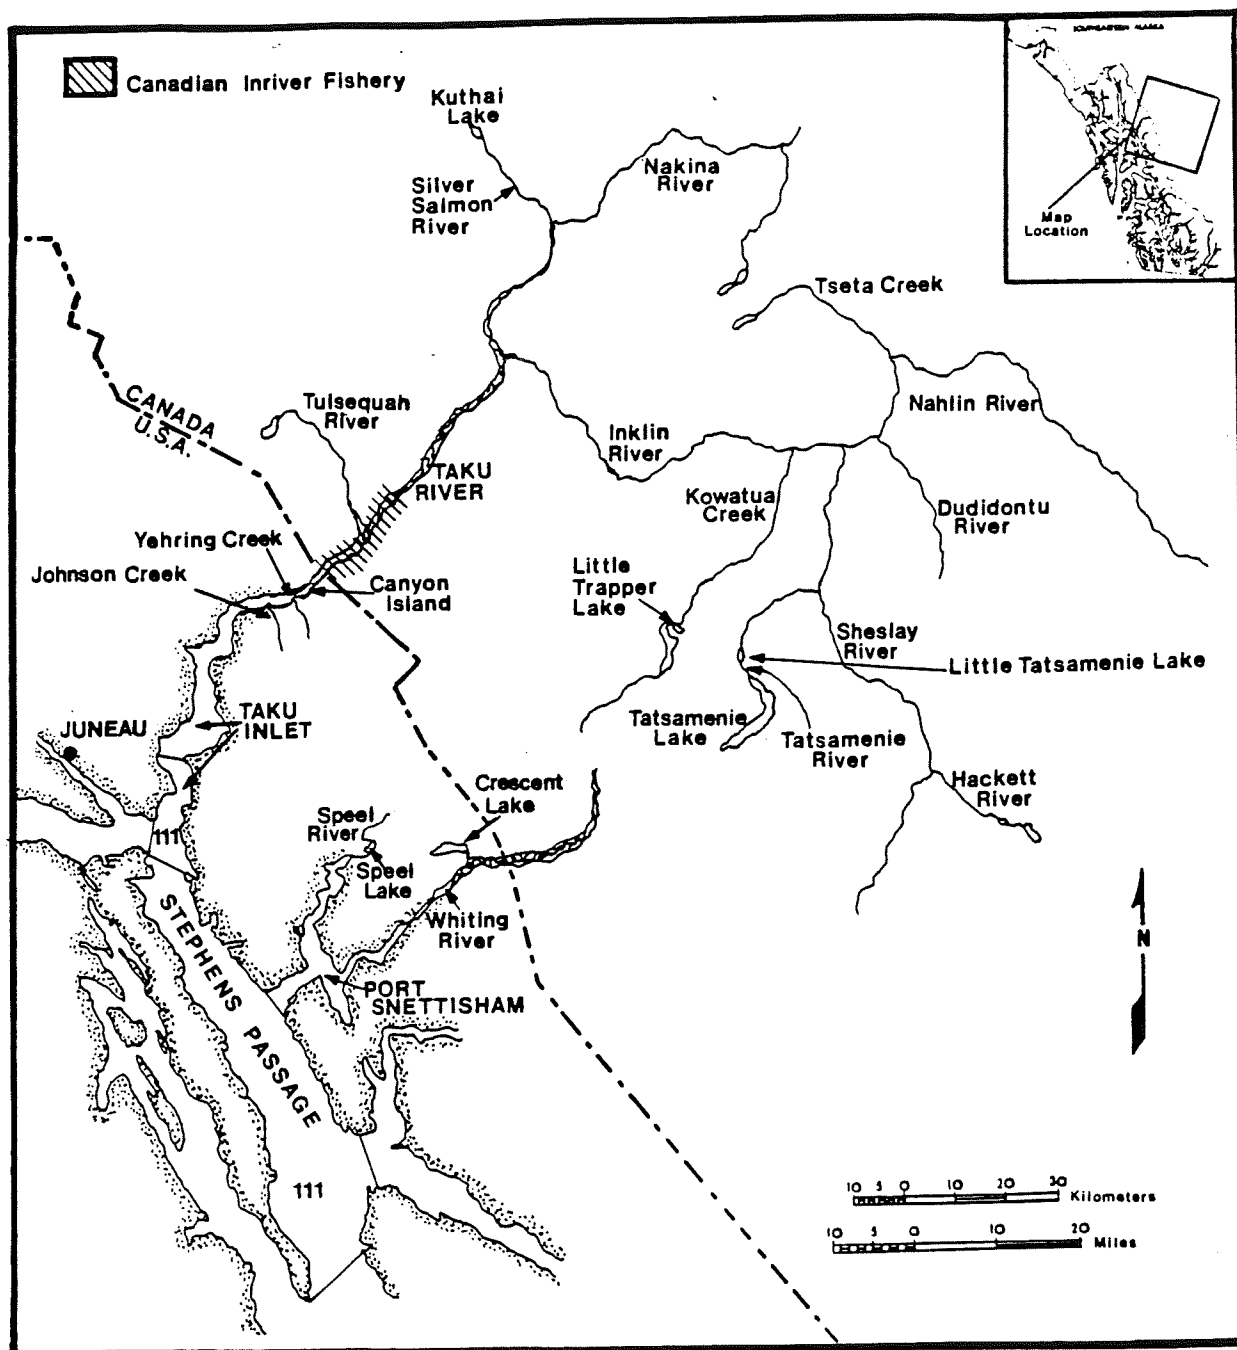 SOUTHEASTERN ALASKA
Canadian Inriver Fishery
Kuthai
Lake
Nakina
River
Silver
Salmon
River
Map
Location
Tseta Creek
CANADA
U.S.A.
Tulsequah
River
Nahlin River
Inklin
River
TAKU
RIVER
Kowatua
Creek
Dudidontu
River
Yehring Creek
Johnson Creek
Canyon
Island
Little
Trapper
Lake
Sheslay
River
Little Tatsamenie Lake
TAKU
INLET
JUNEAU
Tatsamenie
Lake
Tatsamenie
River
Crescent
Lake
Hackett
River
Speel
River
111
Speel
Lake
Whiting
River
STEPHENS PASSAGE
N
PORT
SNETTISHAM
111
10 5 0 10 20 30
Kilometers
10 5 0 10 20
Miles